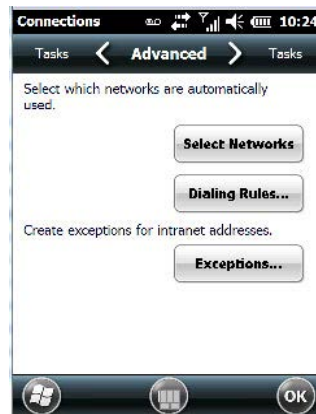 Connections 10:24
Tasks Advanced Tasks
Select which networks are automatically
used.
Select Networks
Dialing Rules...
Create exceptions for intranet addresses.
Exceptions...
OK